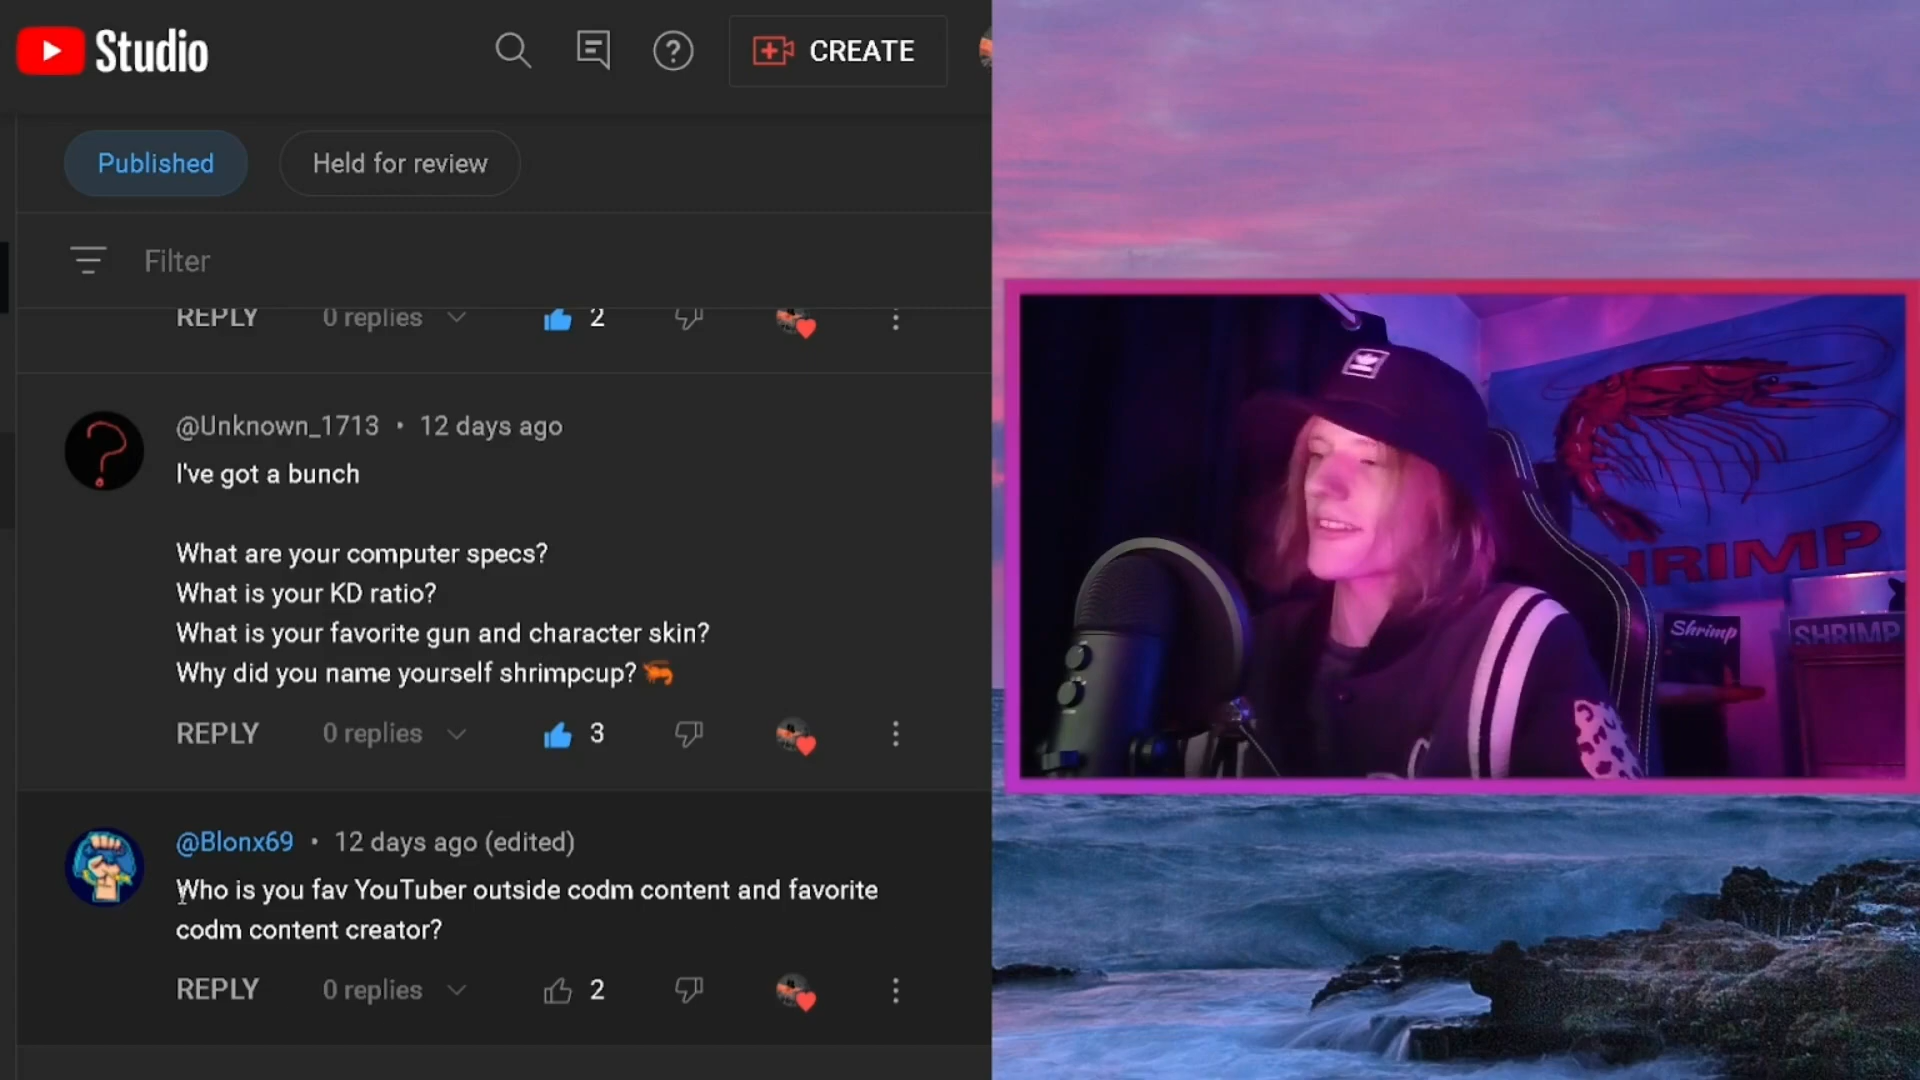 Studio
CREATE
Published
Held for review
Filter
REPLY 0 replies 2
@Unknown_1713 • 12 days ago
I've got a bunch
What are your computer specs?
What is your KD ratio?
What is your favorite gun and character skin?
Why did you name yourself shrimpcup?🦐
REPLY 0 replies 3
@Blonx69 • 12 days ago (edited)
Who is you fav YouTuber outside codm content and favorite
codm content creator?
REPLY 0 replies 2
SHRIMP
Shrimp
SHRIMP